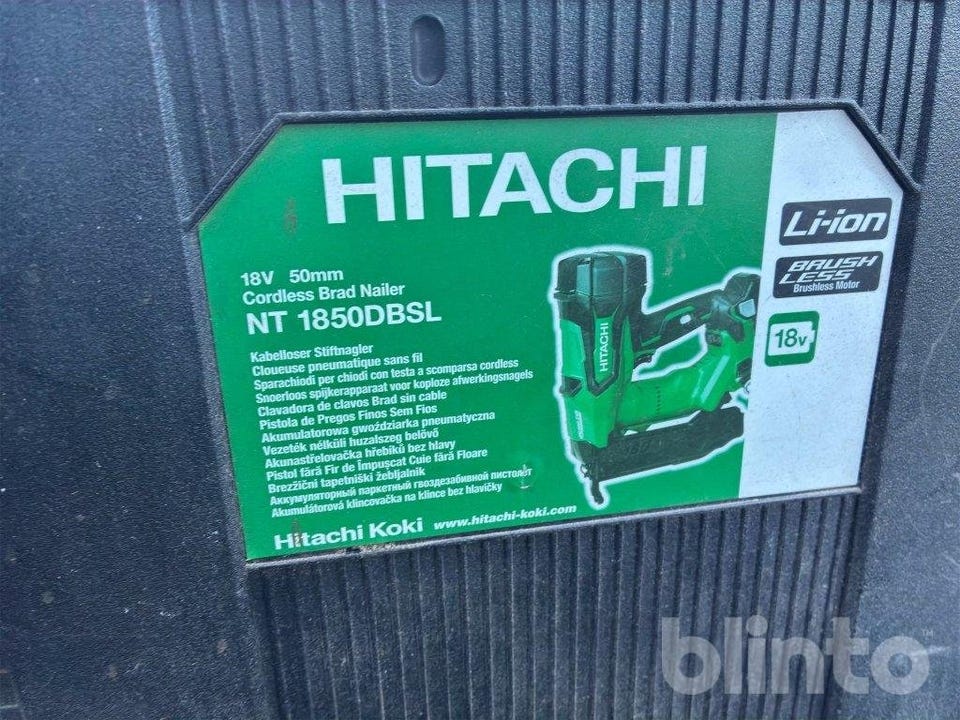 HITACHI
18V 50mm
Cordless Brad Nailer
NT 1850DBSL
Kabelloser Stiftnagler
Cloueuse pneumatique sans fil
Sparachiodi per chiodi con testa a scomparsa cordless
Snoerloos spijkerapparaat voor koploze afwerkingsnagels
Clavadora de clavos Brad sin cable
Pistola de Pregos Finos Sem Fios
Akumulatorowa gwoździarka pneumatyczna
Vezeték nélküli huzalszeg belövő
Akunastřelovačka hřebíků bez hlavy
Pistol fără Fir de Împuşcat Cuie fără Floare
Brezžični tapetniški žebljalnik
Аккумуляторный паркетный гвоздезабивной пистолет
Akumulátorová klincovačka na klince bez hlavičky
Hitachi Koki www.hitachi-koki.com
Li-ion
BRUSH
LESS
Brushless Motor
18v
HITACHI
blinto™